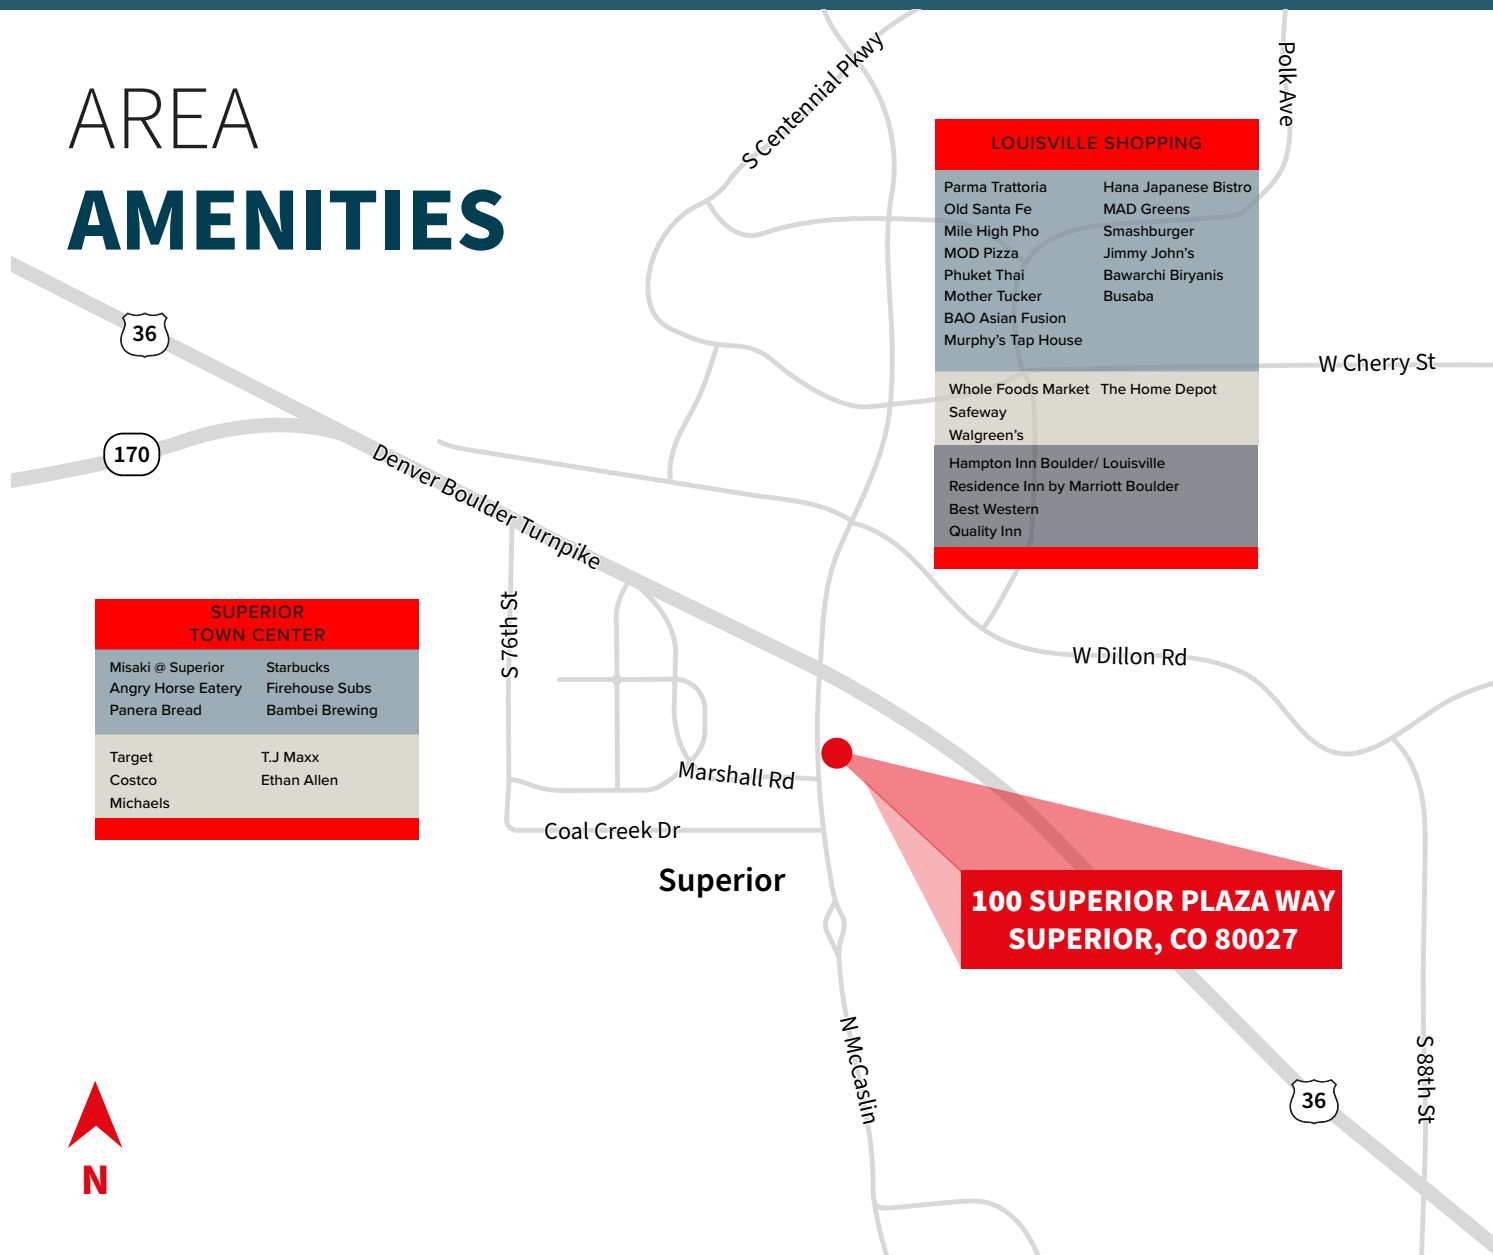 AREA
AMENITIES
S Centennial Pkwy
Polk Ave
LOUISVILLE SHOPPING
Parma Trattoria
Old Santa Fe
Mile High Pho
MOD Pizza
Phuket Thai
Mother Tucker
BAO Asian Fusion
Murphy's Tap House
Hana Japanese Bistro
MAD Greens
Smashburger
Jimmy John's
Bawarchi Biryanis
Busaba
Whole Foods Market
Safeway
Walgreen's
The Home Depot
Hampton Inn Boulder/ Louisville
Residence Inn by Marriott Boulder
Best Western
Quality Inn
36
W Cherry St
170
Denver Boulder Turnpike
S 76th St
SUPERIOR
TOWN CENTER
Misaki @ Superior
Angry Horse Eatery
Panera Bread
Starbucks
Firehouse Subs
Bambei Brewing
Target
Costco
Michaels
T.J Maxx
Ethan Allen
W Dillon Rd
Marshall Rd
Coal Creek Dr
Superior
100 SUPERIOR PLAZA WAY
SUPERIOR, CO 80027
N McCaslin
S 88th St
36
N